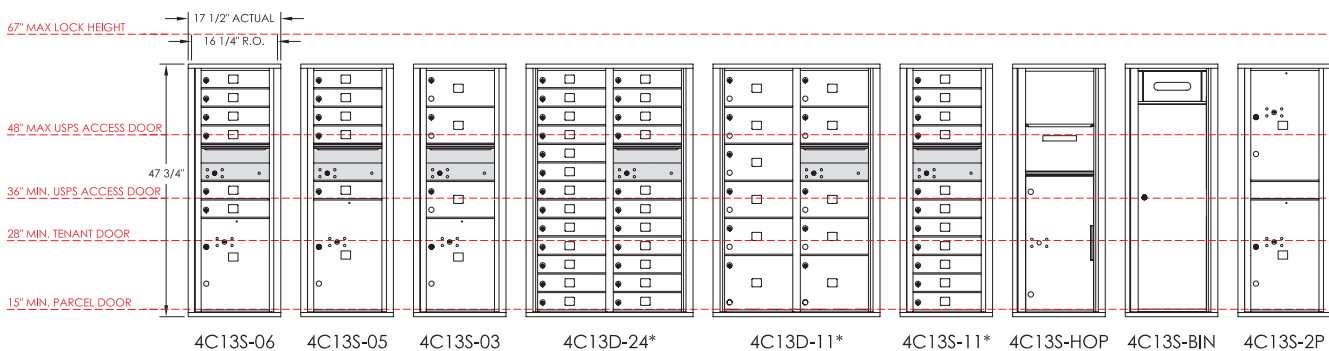 17 1/2" ACTUAL
67" MAX LOCK HEIGHT
16 1/4" R.O.
48" MAX USPS ACCESS DOOR
47 3/4"
36" MIN. USPS ACCESS DOOR
28" MIN. TENANT DOOR
15" MIN. PARCEL DOOR
4C13S-06 4C13S-05 4C13S-03 4C13D-24* 4C13D-11* 4C13S-11* 4C13S-HOP 4C13S-BIN 4C13S-2P